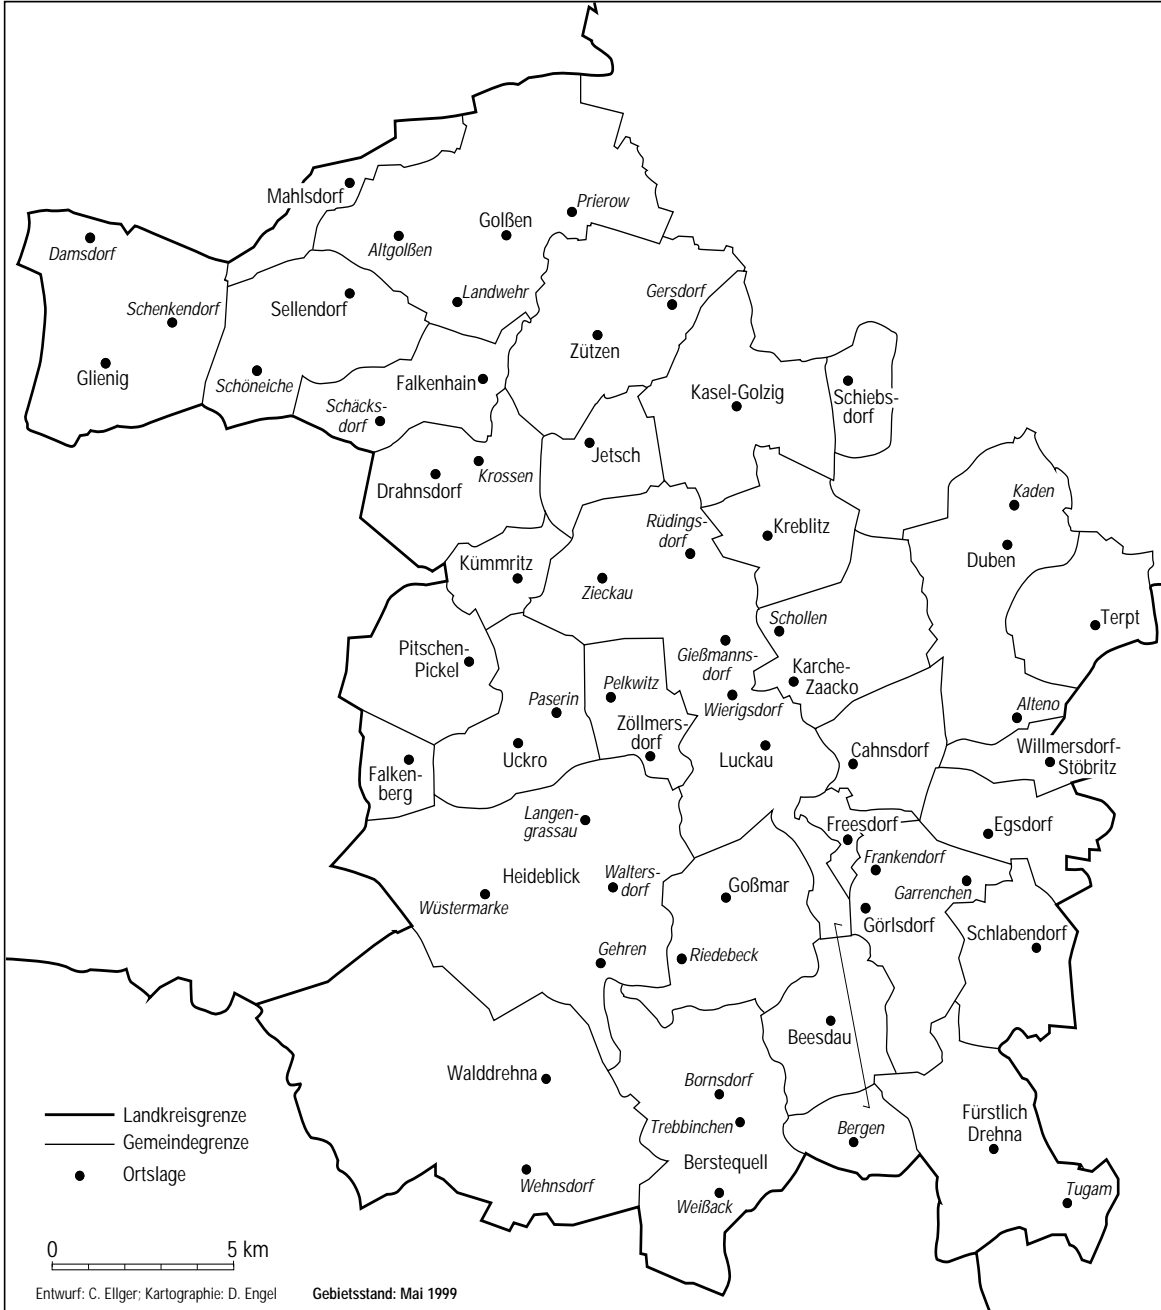 Mahlsdorf
Prierow
Golßen
Damsdorf
Altgolßen
Schenkendorf
Sellendorf
Landwehr
Gersdorf
Zützen
Glienig
Schöneiche
Falkenhain
Kasel-Golzig
Schiebs-
dorf
Schäcks-
dorf
Jetsch
Drahnsdorf
Krossen
Kaden
Rüdings-
dorf
Kreblitz
Duben
Kümmritz
Zieckau
Schollen
Terpt
Pitschen-
Pickel
Gießmanns-
dorf
Karche-
Zaacko
Paserin
Pelkwitz
Wierigsdorf
Alteno
Zöllmers-
dorf
Uckro
Luckau
Cahnsdorf
Willmersdorf-
Stöbritz
Falken-
berg
Langen-
grassau
Freesdorf
Egsdorf
Frankendorf
Heideblick
Walters-
dorf
Goßmar
Garrenchen
Wüstermarke
Görlsdorf
Schlabendorf
Gehren
Riedebeck
Beesdau
Walddrehna
Bornsdorf
Trebbinchen
Bergen
Fürstlich
Drehna
Berstequell
Wehnsdorf
Weißack
Tugam
Landkreisgrenze
Gemeindegrenze
Ortslage
0 5 km
Entwurf: C. Ellger; Kartographie: D. Engel Gebietsstand: Mai 1999